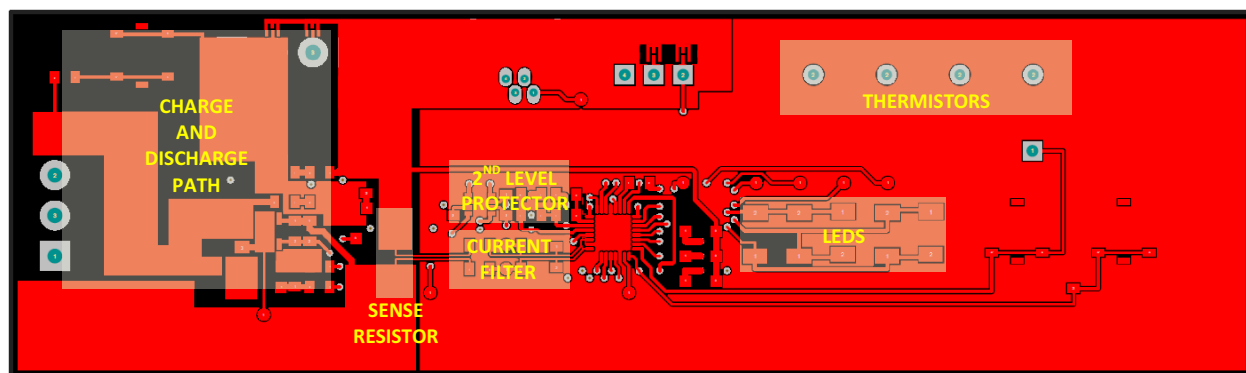 CHARGE
AND
DISCHARGE
PATH
THERMISTORS
2ND LEVEL
PROTECTOR
CURRENT
FILTER
LEDS
SENSE
RESISTOR